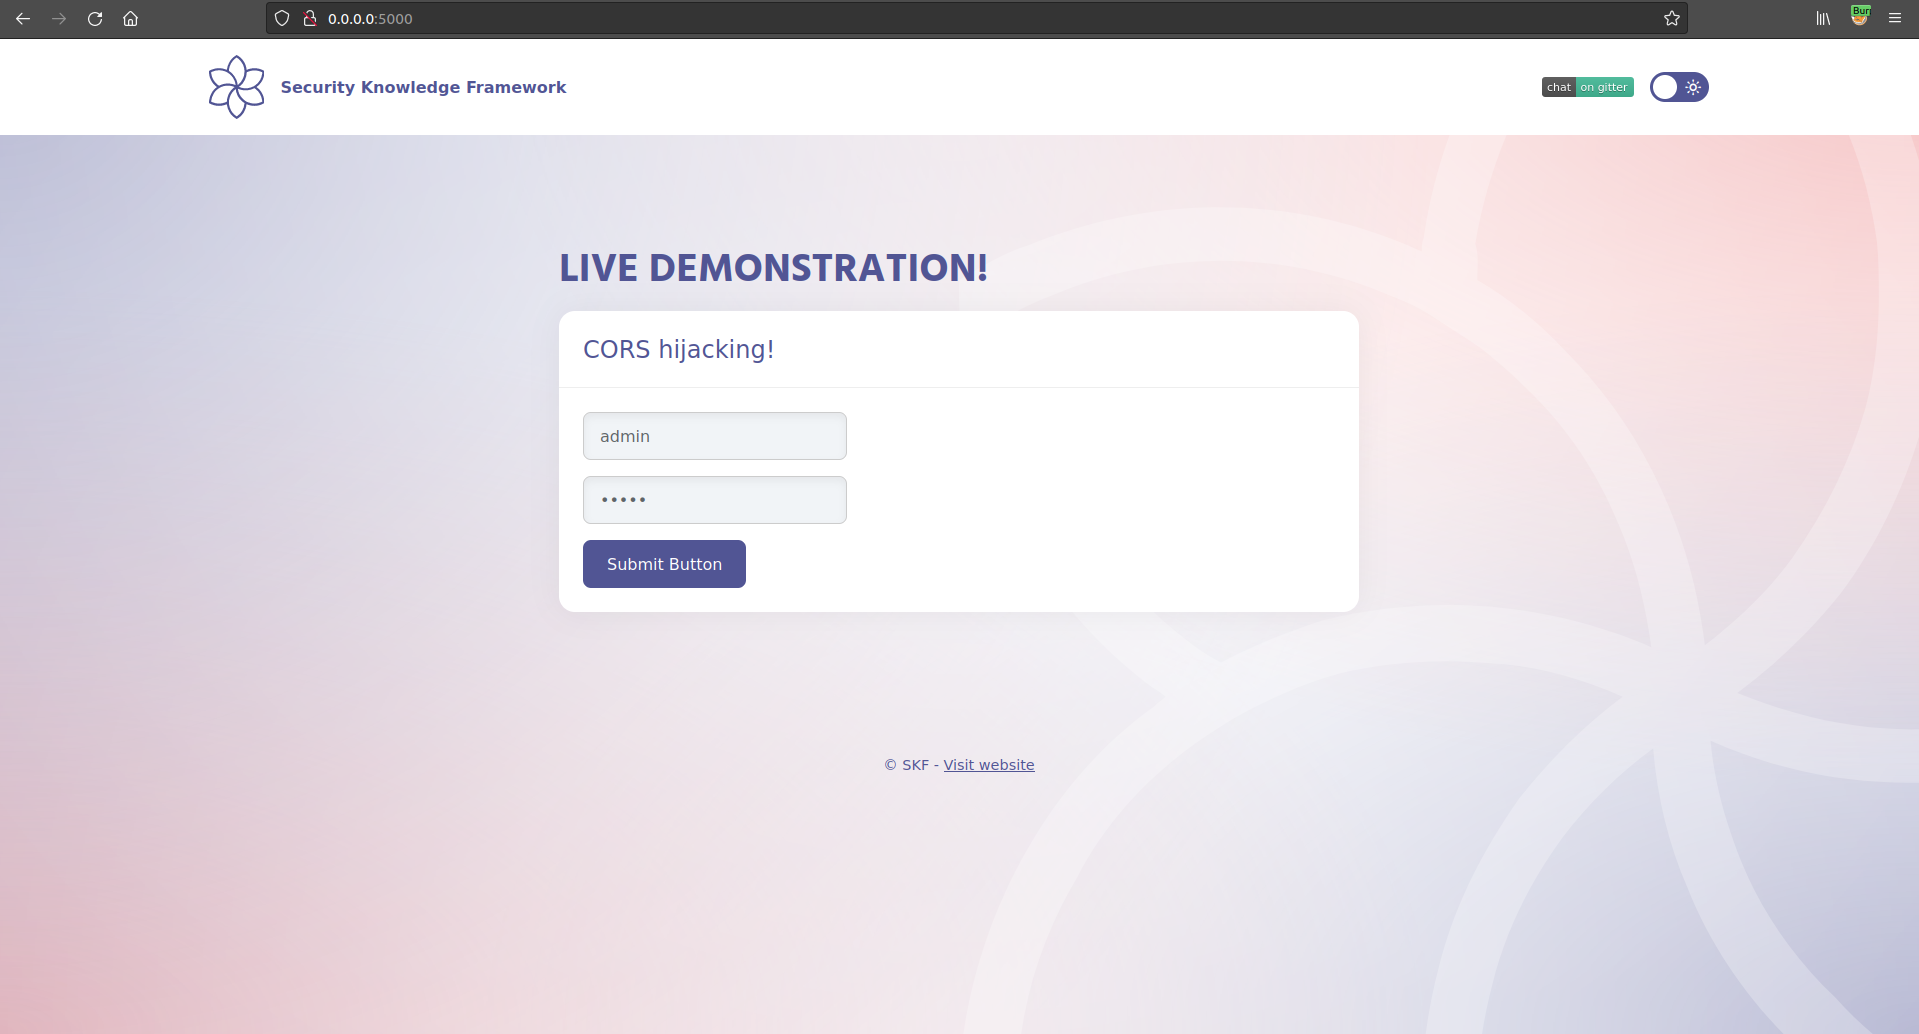 0.0.0.0:5000
Bur
Security Knowledge Framework
chat on gitter
LIVE DEMONSTRATION!
CORS hijacking!
admin
•••••
Submit Button
© SKF - Visit website